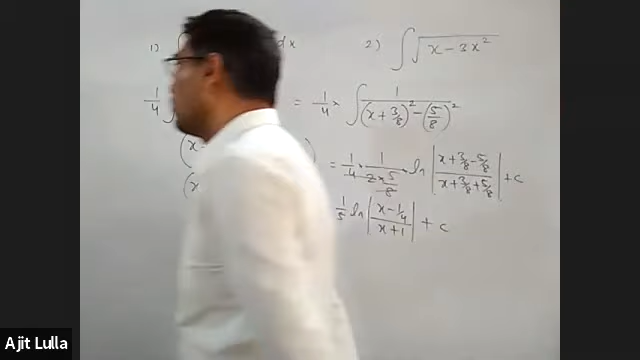 1) ∫ dx 2) ∫ √(x - 3x²)
1/4 ∫ = 1/4 × ∫ 1/((x + 3/8)² - (5/8)²)
(x ) = 1/4 × 1/(2×5/8) · ln |(x + 3/8 - 5/8)/(x + 3/8 + 5/8)| + c
(x 1/5 ln |(x - 1/4)/(x + 1)| + c
Ajit Lulla